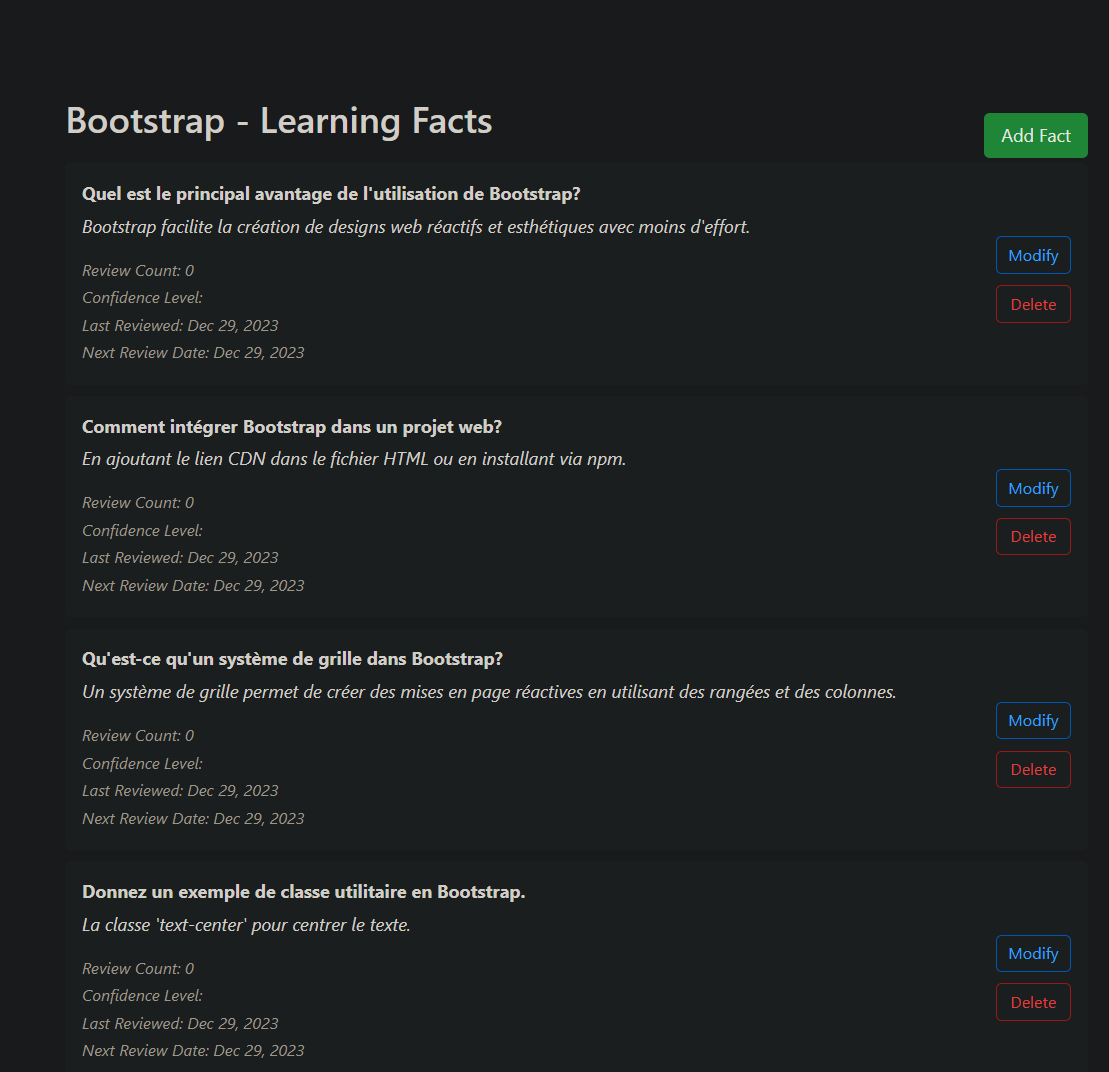 Bootstrap - Learning Facts
Add Fact
Quel est le principal avantage de l'utilisation de Bootstrap?
Bootstrap facilite la création de designs web réactifs et esthétiques avec moins d'effort.
Review Count: 0
Confidence Level:
Last Reviewed: Dec 29, 2023
Next Review Date: Dec 29, 2023
Modify
Delete
Comment intégrer Bootstrap dans un projet web?
En ajoutant le lien CDN dans le fichier HTML ou en installant via npm.
Review Count: 0
Confidence Level:
Last Reviewed: Dec 29, 2023
Next Review Date: Dec 29, 2023
Modify
Delete
Qu'est-ce qu'un système de grille dans Bootstrap?
Un système de grille permet de créer des mises en page réactives en utilisant des rangées et des colonnes.
Review Count: 0
Confidence Level:
Last Reviewed: Dec 29, 2023
Next Review Date: Dec 29, 2023
Modify
Delete
Donnez un exemple de classe utilitaire en Bootstrap.
La classe 'text-center' pour centrer le texte.
Review Count: 0
Confidence Level:
Last Reviewed: Dec 29, 2023
Next Review Date: Dec 29, 2023
Modify
Delete